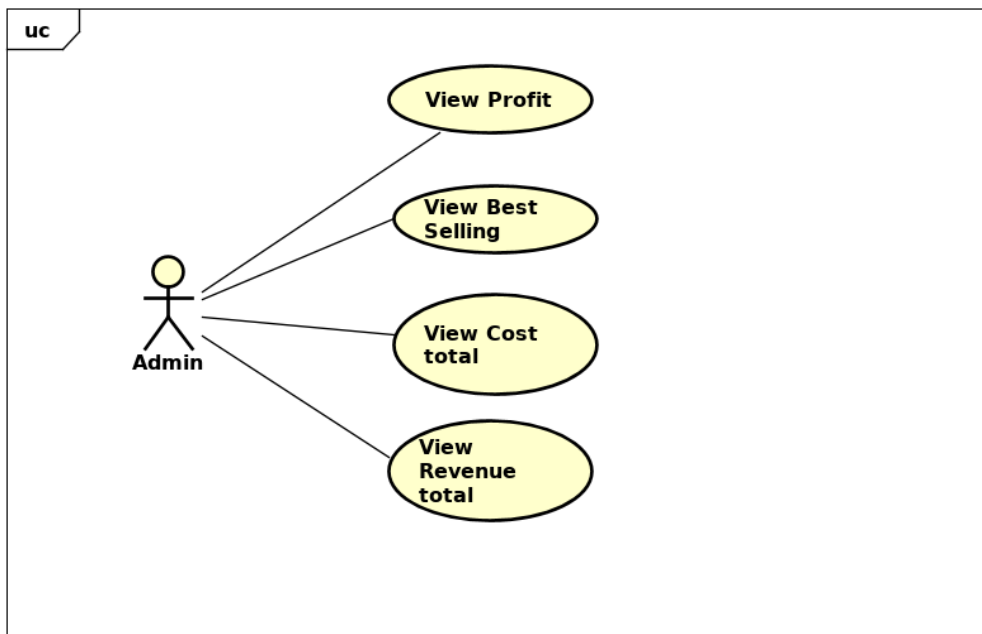 uc
View Profit
View Best
Selling
View Cost
total
Admin
View
Revenue
total